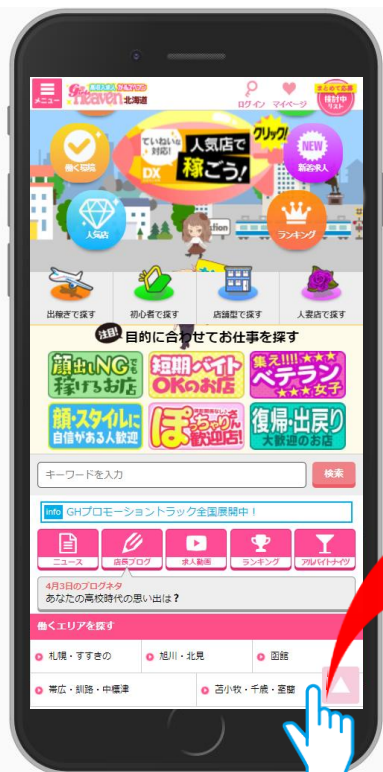 メニュー
Girls Heaven 北海道
ログイン
マイページ
まとめて応募
検討中
リスト
働く場所
ていねいな
対応!
DX
人気店で
稼ごう!
クリック!
NEW
新店求人
人気店
ランキング
出稼ぎで探す
初心者で探す
店舗型で探す
人妻店で探す
注目! 目的に合わせてお仕事を探す
顔出しNGでも
稼げるお店
短期バイト
OKのお店
集え!!!!★★★
ベテラン
★★★女子
顔・スタイルに
自信がある人歓迎
ぽっちゃりさん
歓迎店!
復帰・出戻り
大歓迎のお店
キーワードを入力
検索
info GHプロモーショントラック全国展開中!
ニュース
店長ブログ
求人動画
ランキング
アルバイトナイツ
4月3日のブログネタ
あなたの高校時代の思い出は?
働くエリアを探す
札幌・すすきの
旭川・北見
函館
帯広・釧路・中標津
苫小牧・千歳・室蘭